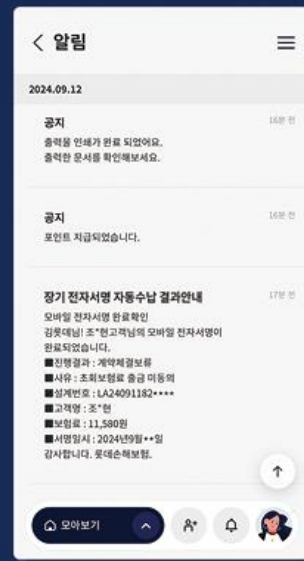 알림
2024.09.12
공지
16분 전
출력물 인쇄가 완료 되었어요.
출력한 문서를 확인해보세요.
공지
16분 전
포인트 지급되었습니다.
장기 전자서명 자동수납 결과안내
17분 전
모바일 전자서명 완료확인
김롯데님! 조*현고객님의 모바일 전자서명이
완료되었습니다.
■진행결과 : 계약체결보류
■사유 : 초회보험료 출금 미동의
■설계번호 : LA24091182****
■고객명 : 조*현
■보험료 : 11,580원
■서명일시 : 2024년9월**일
감사합니다. 롯데손해보험.
모아보기